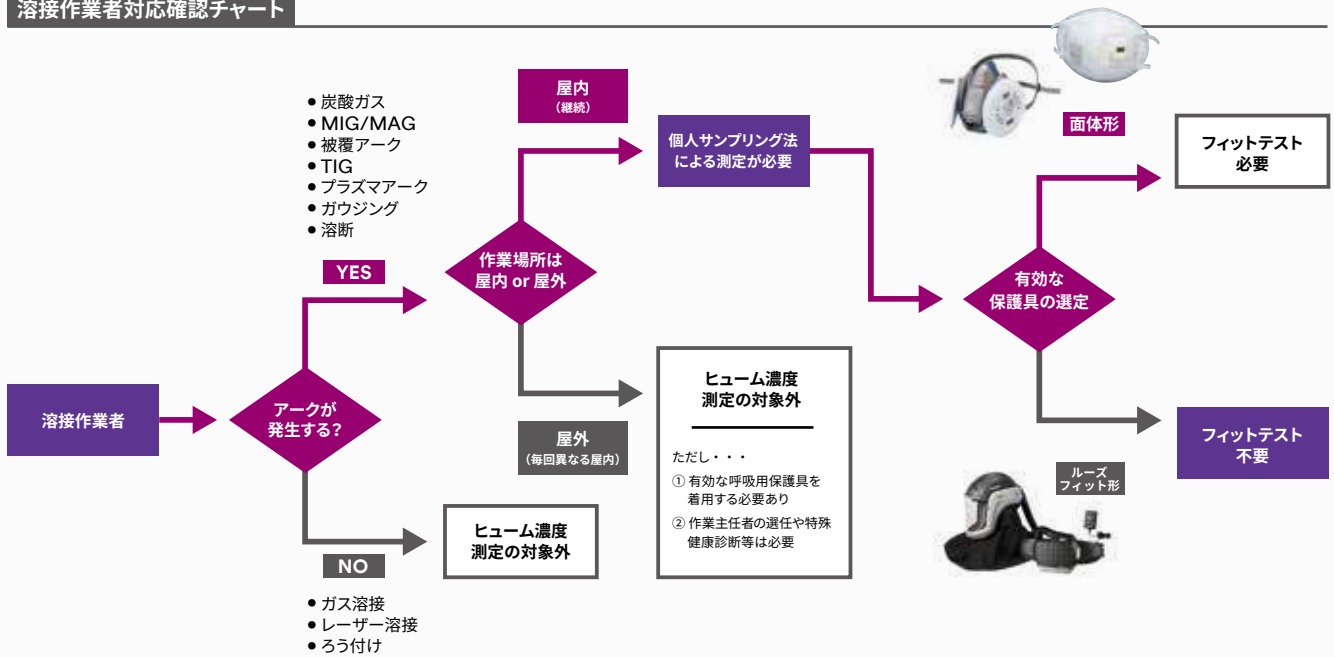 溶接作業者対応確認チャート
溶接作業者
アークが
発生する？
YES
● 炭酸ガス
● MIG/MAG
● 被覆アーク
● TIG
● プラズマアーク
● ガウジング
● 溶断
NO
● ガス溶接
● レーザー溶接
● ろう付け
ヒューム濃度
測定の対象外
作業場所は
屋内 or 屋外
屋内
（継続）
個人サンプリング法
による測定が必要
屋外
（毎回異なる屋内）
ヒューム濃度
測定の対象外
ただし・・・
① 有効な呼吸用保護具を
着用する必要あり
② 作業主任者の選任や特殊
健康診断等は必要
有効な
保護具の選定
面体形
フィットテスト
必要
ルーズ
フィット形
フィットテスト
不要